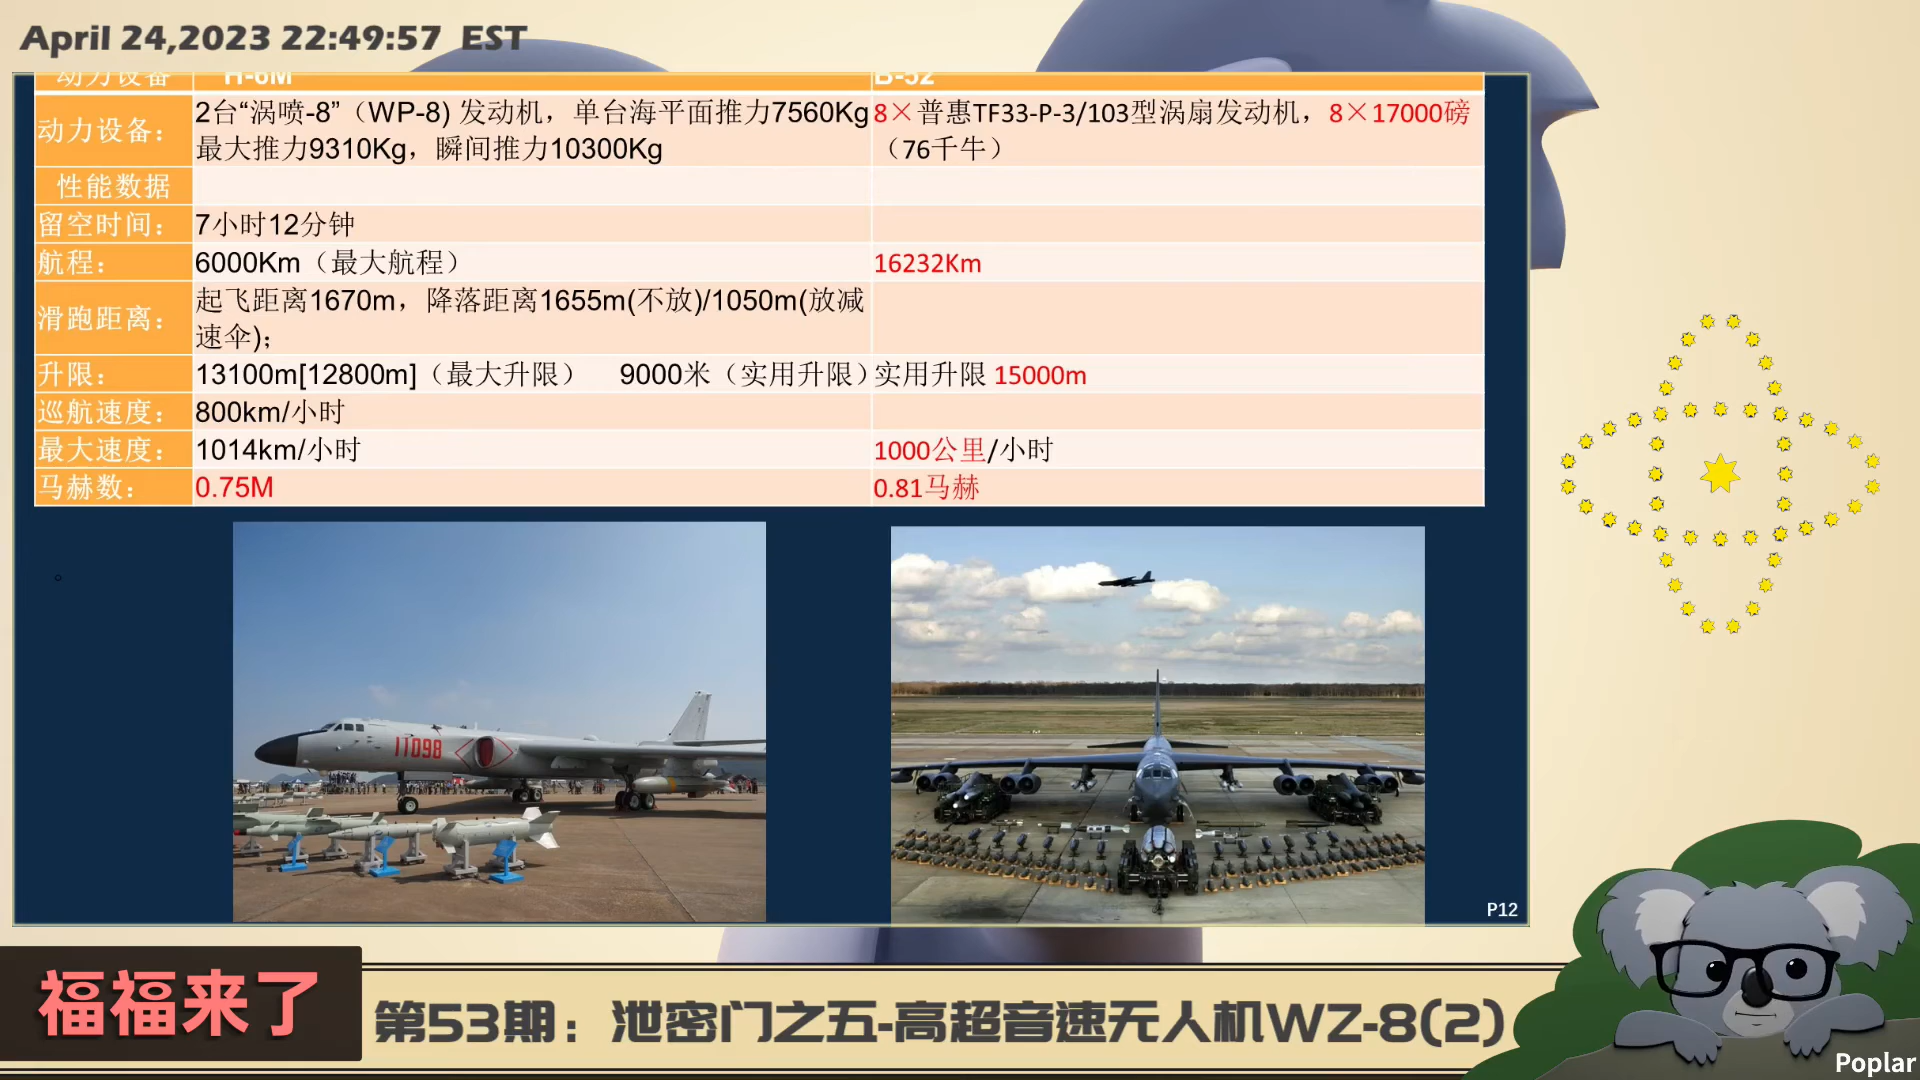 April 24,2023 22:49:57 EST
动力设备 H-6M B-52
动力设备： 2台“涡喷-8”（WP-8) 发动机，单台海平面推力7560Kg 8×普惠TF33-P-3/103型涡扇发动机，8×17000磅
最大推力9310Kg，瞬间推力10300Kg （76千牛）
性能数据
留空时间： 7小时12分钟
航程： 6000Km（最大航程） 16232Km
滑跑距离： 起飞距离1670m，降落距离1655m(不放)/1050m(放减
速伞)；
升限： 13100m[12800m]（最大升限） 9000米（实用升限） 实用升限 15000m
巡航速度： 800km/小时
最大速度： 1014km/小时 1000公里/小时
马赫数： 0.75M 0.81马赫
11098
P12
福福来了
第53期：泄密门之五-高超音速无人机WZ-8(2)
Poplar